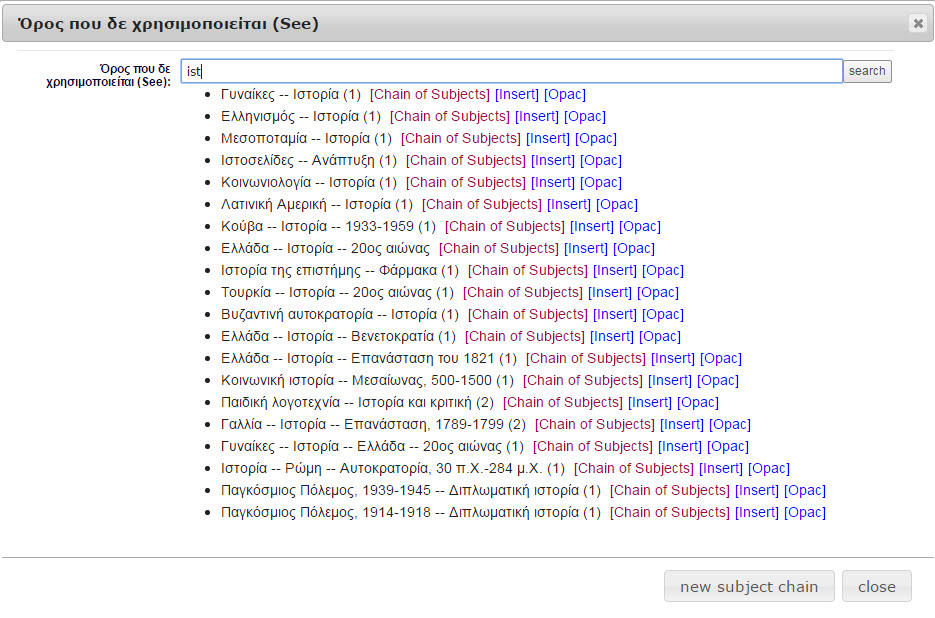 Όρος που δε χρησιμοποιείται (See)
Όρος που δε
χρησιμοποιείται (See):
ist
search
Γυναίκες -- Ιστορία (1) [Chain of Subjects] [Insert] [Opac]
Ελληνισμός -- Ιστορία (1) [Chain of Subjects] [Insert] [Opac]
Μεσοποταμία -- Ιστορία (1) [Chain of Subjects] [Insert] [Opac]
Ιστοσελίδες -- Ανάπτυξη (1) [Chain of Subjects] [Insert] [Opac]
Κοινωνιολογία -- Ιστορία (1) [Chain of Subjects] [Insert] [Opac]
Λατινική Αμερική -- Ιστορία (1) [Chain of Subjects] [Insert] [Opac]
Κούβα -- Ιστορία -- 1933-1959 (1) [Chain of Subjects] [Insert] [Opac]
Ελλάδα -- Ιστορία -- 20ος αιώνας [Chain of Subjects] [Insert] [Opac]
Ιστορία της επιστήμης -- Φάρμακα (1) [Chain of Subjects] [Insert] [Opac]
Τουρκία -- Ιστορία -- 20ος αιώνας (1) [Chain of Subjects] [Insert] [Opac]
Βυζαντινή αυτοκρατορία -- Ιστορία (1) [Chain of Subjects] [Insert] [Opac]
Ελλάδα -- Ιστορία -- Βενετοκρατία (1) [Chain of Subjects] [Insert] [Opac]
Ελλάδα -- Ιστορία -- Επανάσταση του 1821 (1) [Chain of Subjects] [Insert] [Opac]
Κοινωνική ιστορία -- Μεσαίωνας, 500-1500 (1) [Chain of Subjects] [Insert] [Opac]
Παιδική λογοτεχνία -- Ιστορία και κριτική (2) [Chain of Subjects] [Insert] [Opac]
Γαλλία -- Ιστορία -- Επανάσταση, 1789-1799 (2) [Chain of Subjects] [Insert] [Opac]
Γυναίκες -- Ιστορία -- Ελλάδα -- 20ος αιώνας (1) [Chain of Subjects] [Insert] [Opac]
Ιστορία -- Ρώμη -- Αυτοκρατορία, 30 π.Χ.-284 μ.Χ. (1) [Chain of Subjects] [Insert] [Opac]
Παγκόσμιος Πόλεμος, 1939-1945 -- Διπλωματική ιστορία (1) [Chain of Subjects] [Insert] [Opac]
Παγκόσμιος Πόλεμος, 1914-1918 -- Διπλωματική ιστορία (1) [Chain of Subjects] [Insert] [Opac]
new subject chain
close